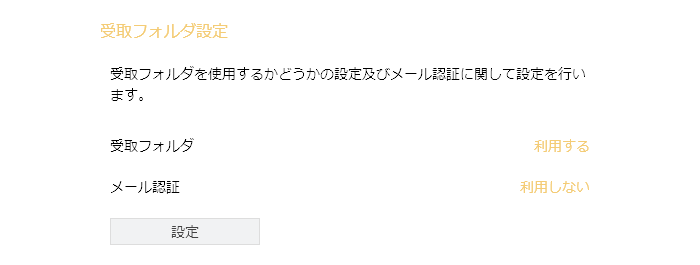 受取フォルダ設定
受取フォルダを使用するかどうかの設定及びメール認証に関して設定を行い
ます。
受取フォルダ 利用する
メール認証 利用しない
設定